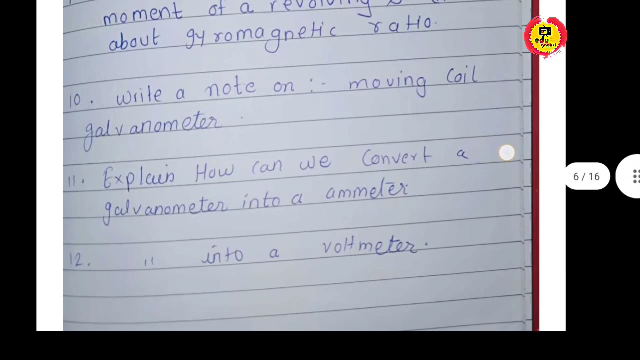 moment of a revolving
about gyromagnetic ratio.
10. Write a note on :- moving coil
galvanometer.
11. Explain How can we convert a
galvanometer into a ammeter
12. " into a voltmeter.
6 / 16
edu